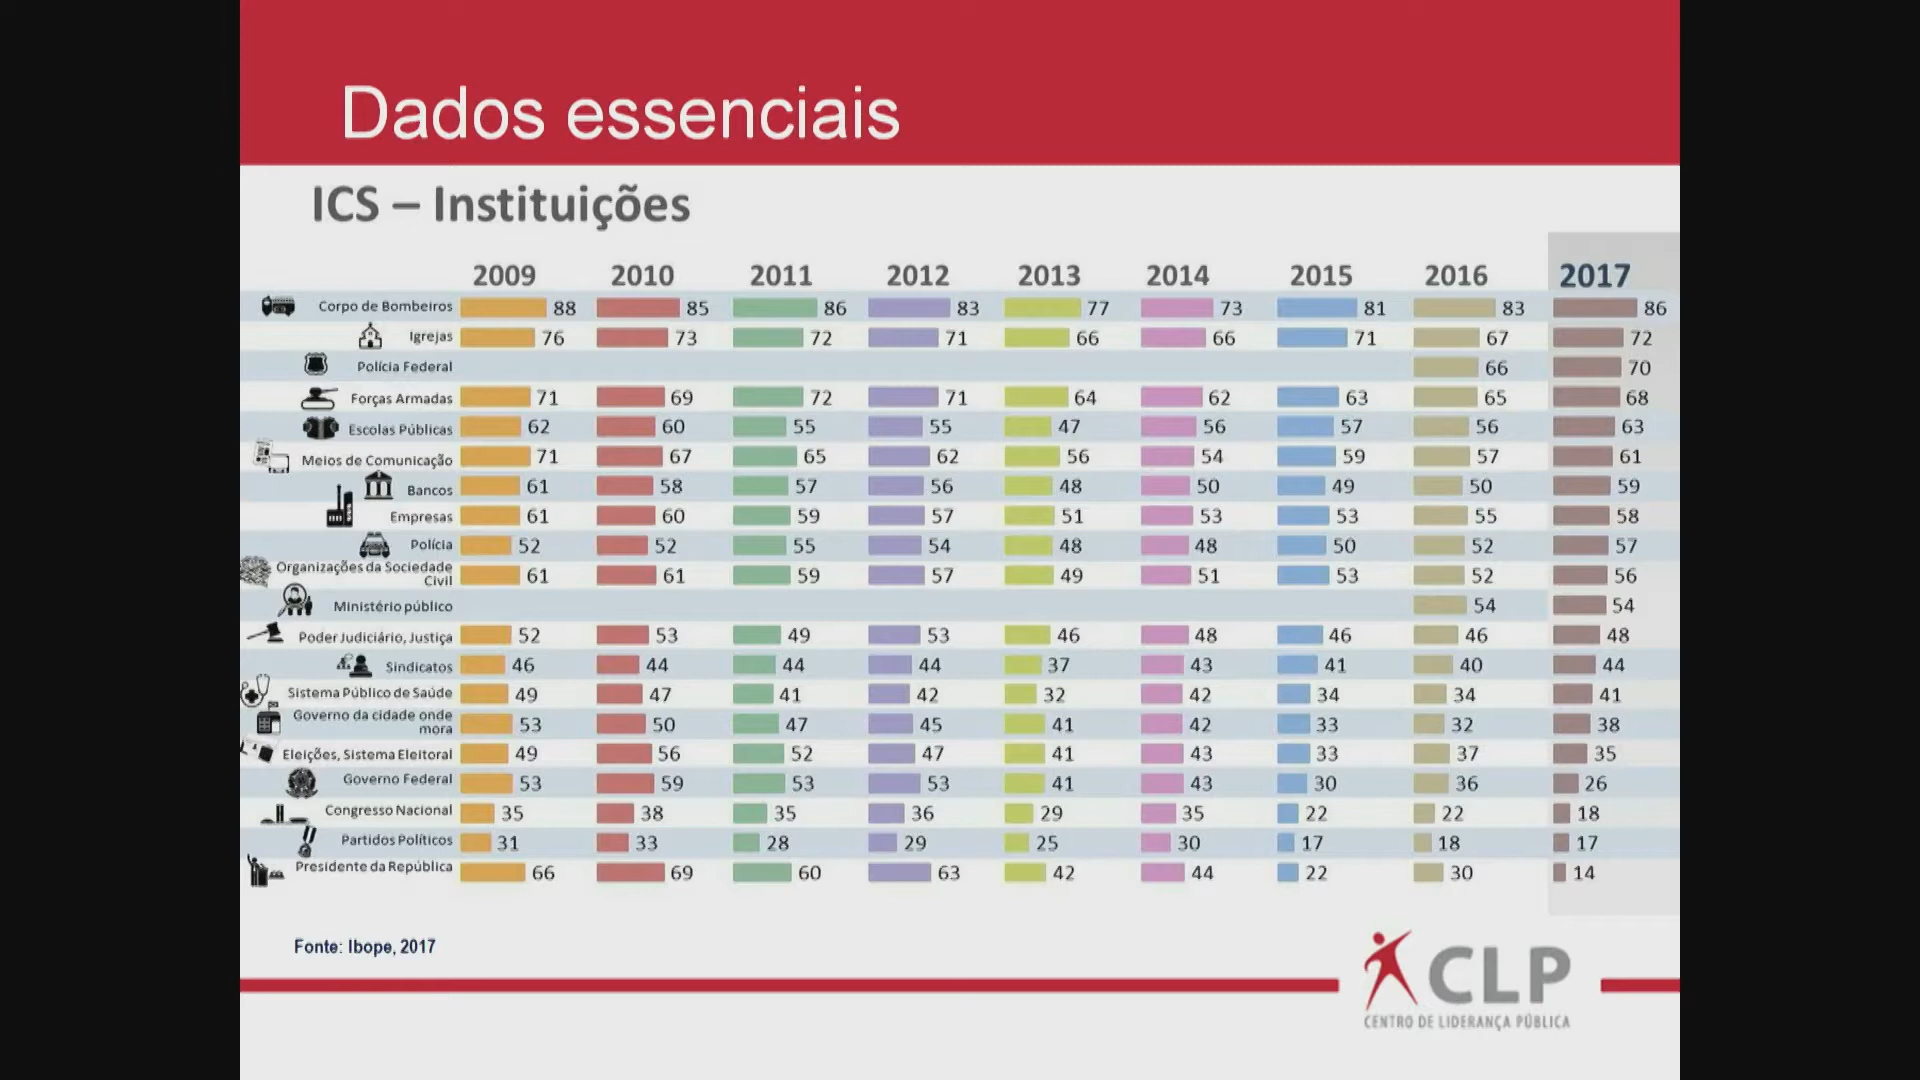 Dados essenciais
ICS – Instituições
2009 2010 2011 2012 2013 2014 2015 2016 2017
Corpo de Bombeiros 88 85 86 83 77 73 81 83 86
Igrejas 76 73 72 71 66 66 71 67 72
Polícia Federal 66 70
Forças Armadas 71 69 72 71 64 62 63 65 68
Escolas Públicas 62 60 55 55 47 56 57 56 63
Meios de Comunicação 71 67 65 62 56 54 59 57 61
Bancos 61 58 57 56 48 50 49 50 59
Empresas 61 60 59 57 51 53 53 55 58
Polícia 52 52 55 54 48 48 50 52 57
Organizações da Sociedade
Civil 61 61 59 57 49 51 53 52 56
Ministério público 54 54
Poder Judiciário, Justiça 52 53 49 53 46 48 46 46 48
Sindicatos 46 44 44 44 37 43 41 40 44
Sistema Público de Saúde 49 47 41 42 32 42 34 34 41
Governo da cidade onde
mora 53 50 47 45 41 42 33 32 38
Eleições, Sistema Eleitoral 49 56 52 47 41 43 33 37 35
Governo Federal 53 59 53 53 41 43 30 36 26
Congresso Nacional 35 38 35 36 29 35 22 22 18
Partidos Políticos 31 33 28 29 25 30 17 18 17
Presidente da República 66 69 60 63 42 44 22 30 14
Fonte: Ibope, 2017
CLP
CENTRO DE LIDERANÇA PÚBLICA